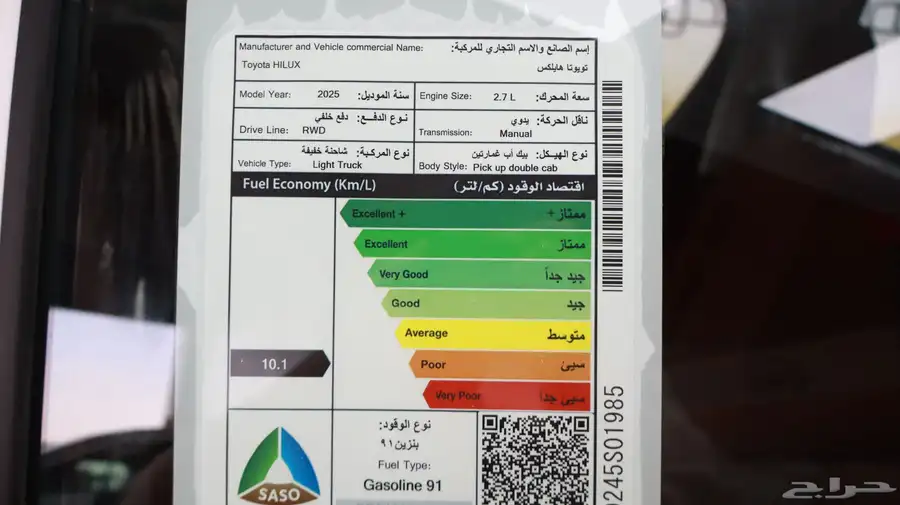 Manufacturer and Vehicle commercial Name: إسم الصانع والاسم التجاري للمركبة:
Toyota HILUX تويوتا هايلكس
Model Year: 2025 سنة الموديل:
Engine Size: 2.7 L سعة المحرك:
Drive Line: RWD نوع الدفع: دفع خلفي
Transmission: Manual ناقل الحركة: يدوي
Vehicle Type: Light Truck نوع المركبة: شاحنة خفيفة
Body Style: Pick up double cab نوع الهيكل: بيك أب غمارتين
Fuel Economy (Km/L) اقتصاد الوقود (كم/لتر)
Excellent + ممتاز +
Excellent ممتاز
Very Good جيد جداً
Good جيد
Average متوسط
10.1 Poor سيئ
Very Poor سيئ جداً
نوع الوقود:
بنزين ٩١
Fuel Type:
Gasoline 91
SASO
245S01985
حراج